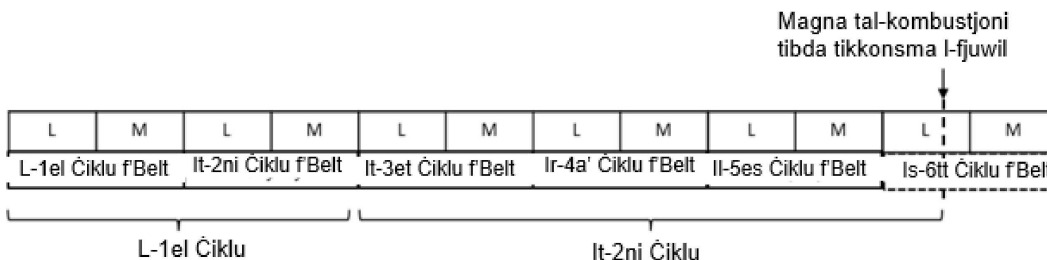 Magna tal-kombustjoni
tibda tikkonsma l-fjuwil
L M L M L M L M L M L M
L-1el Ċiklu f'Belt It-2ni Ċiklu f'Belt It-3et Ċiklu f'Belt Ir-4a' Ċiklu f'Belt Il-5es Ċiklu f'Belt Is-6tt Ċiklu f'Belt
L-1el Ċiklu It-2ni Ċiklu